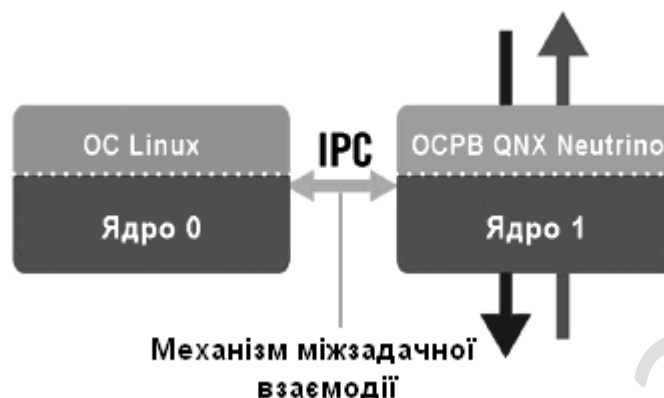 ОС Linux
IPC
ОСРВ QNX Neutrino
Ядро 0
Ядро 1
Механізм міжзадачної
взаємодії